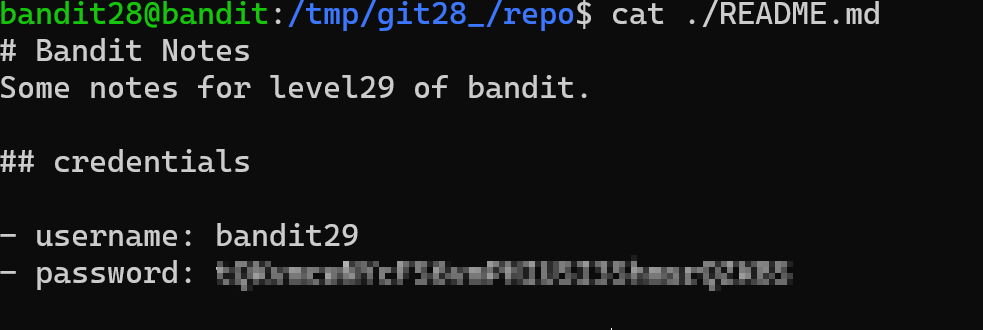 bandit28@bandit:/tmp/git28_/repo$ cat ./README.md
# Bandit Notes
Some notes for level29 of bandit.
## credentials
- username: bandit29
- password: